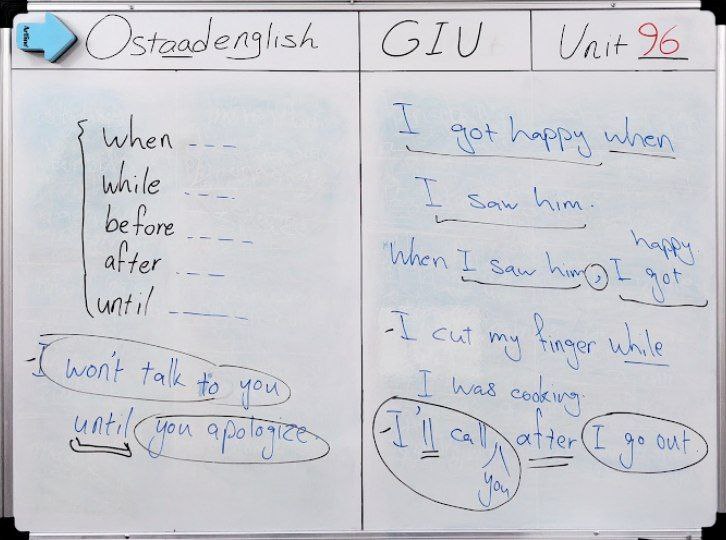 Ostaadenglish
GIU
Unit 96
when ---
while ---
before ----
after ---
until ----
-I won't talk to you
until you apologize.
I got happy when
I saw him.
When I saw him, I got happy.
-I cut my finger while
I was cooking.
-I'll call you after I go out.